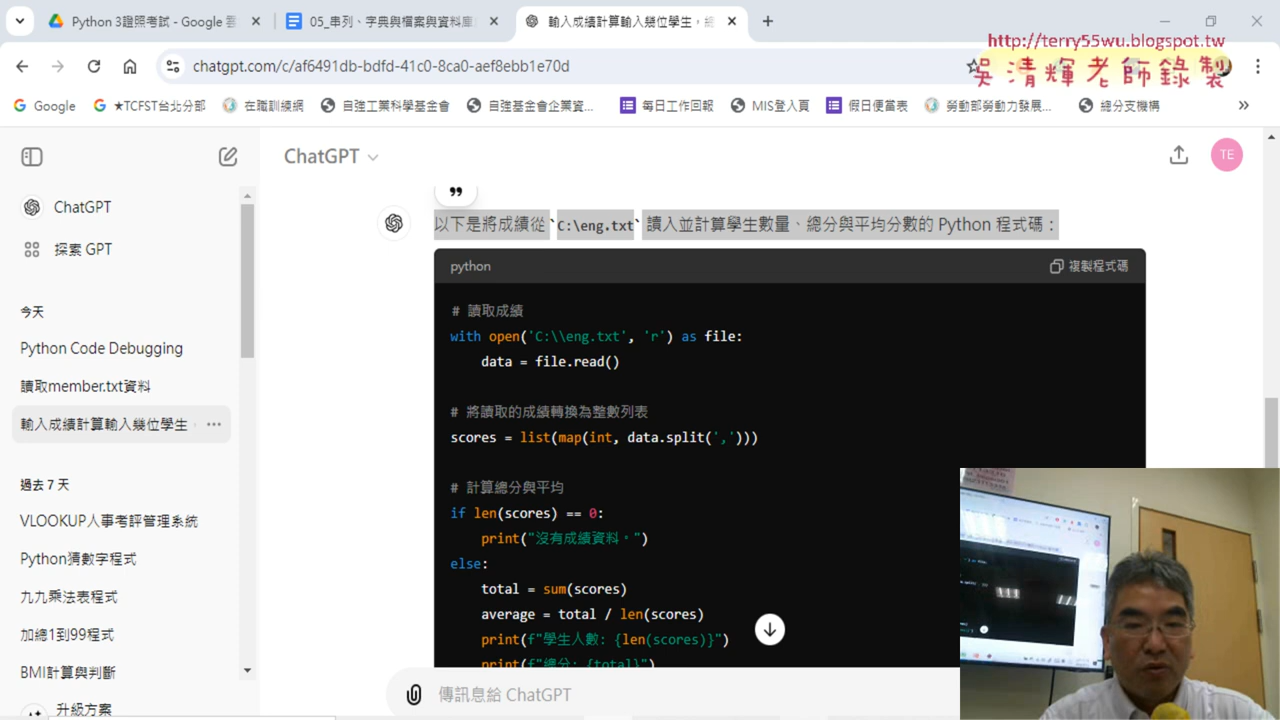 Python 3證照考試 - Google 雲
05_串列、字典與檔案與資料庫
輸入成績計算輸入幾位學生，總
http://terry55wu.blogspot.tw
吳清輝老師錄製
chatgpt.com/c/af6491db-bdfd-41c0-8ca0-aef8ebb1e70d
Google
★TCFST台北分部
在職訓練網
自強工業科學基金會
自強基金會企業資...
每日工作回報
MIS登入頁
假日便當表
勞動部勞動力發展...
總分支機構
»
ChatGPT
TE
ChatGPT
探索 GPT
今天
Python Code Debugging
讀取member.txt資料
輸入成績計算輸入幾位學生，
過去 7 天
VLOOKUP人事考評管理系統
Python猜數字程式
九九乘法表程式
加總1到99程式
BMI計算與判斷
升級方案
以下是將成績從 `C:\eng.txt` 讀入並計算學生數量、總分與平均分數的 Python 程式碼：
python
複製程式碼
# 讀取成績
with open('C:\\eng.txt', 'r') as file:
    data = file.read()
# 將讀取的成績轉換為整數列表
scores = list(map(int, data.split(',')))
# 計算總分與平均
if len(scores) == 0:
    print("沒有成績資料。")
else:
    total = sum(scores)
    average = total / len(scores)
    print(f"學生人數: {len(scores)}")
    print(f"總分: {total}")
傳訊息給 ChatGPT